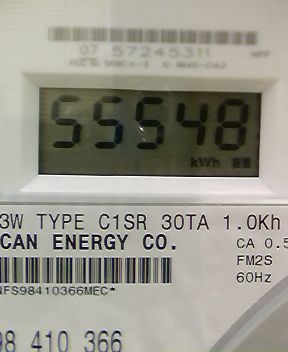 07 57245311
55548
kWh
3W TYPE C1SR 30TA 1.0Kh
CAN ENERGY CO.
CA 0.5
FM2S
60Hz
NFS98410366MEC*
98 410 366